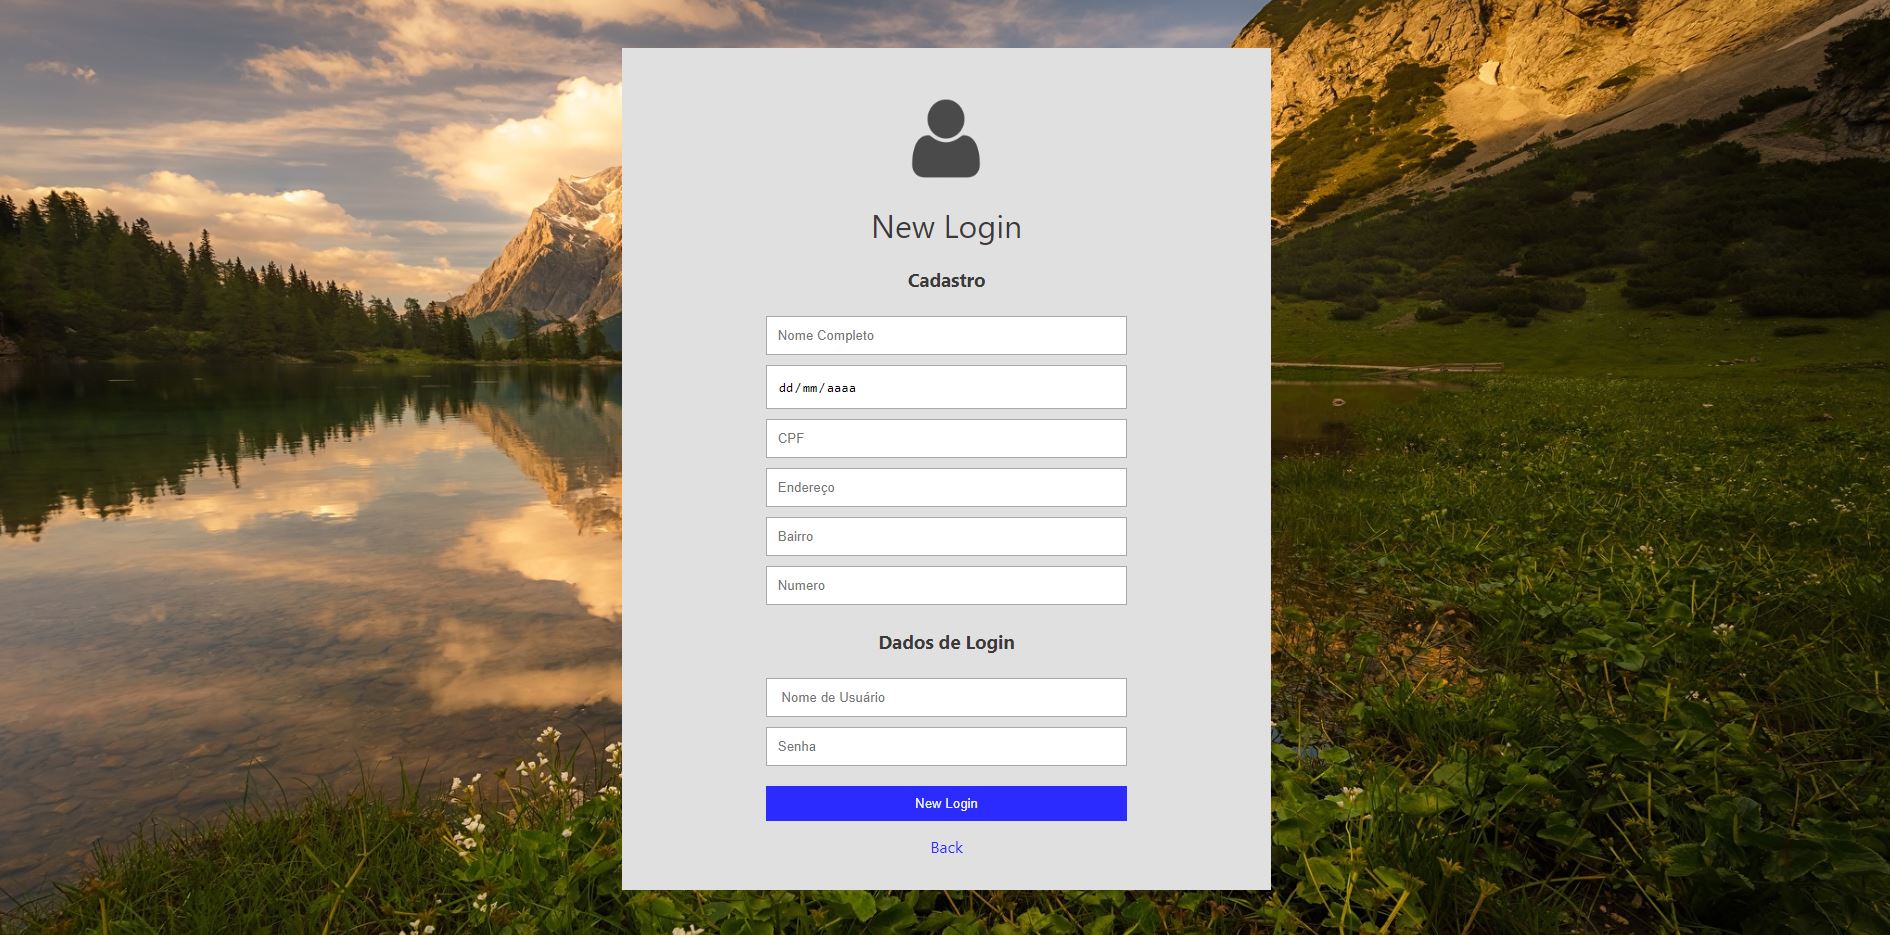 New Login
Cadastro
Nome Completo
dd/mm/aaaa
CPF
Endereço
Bairro
Numero
Dados de Login
Nome de Usuário
Senha
New Login
Back